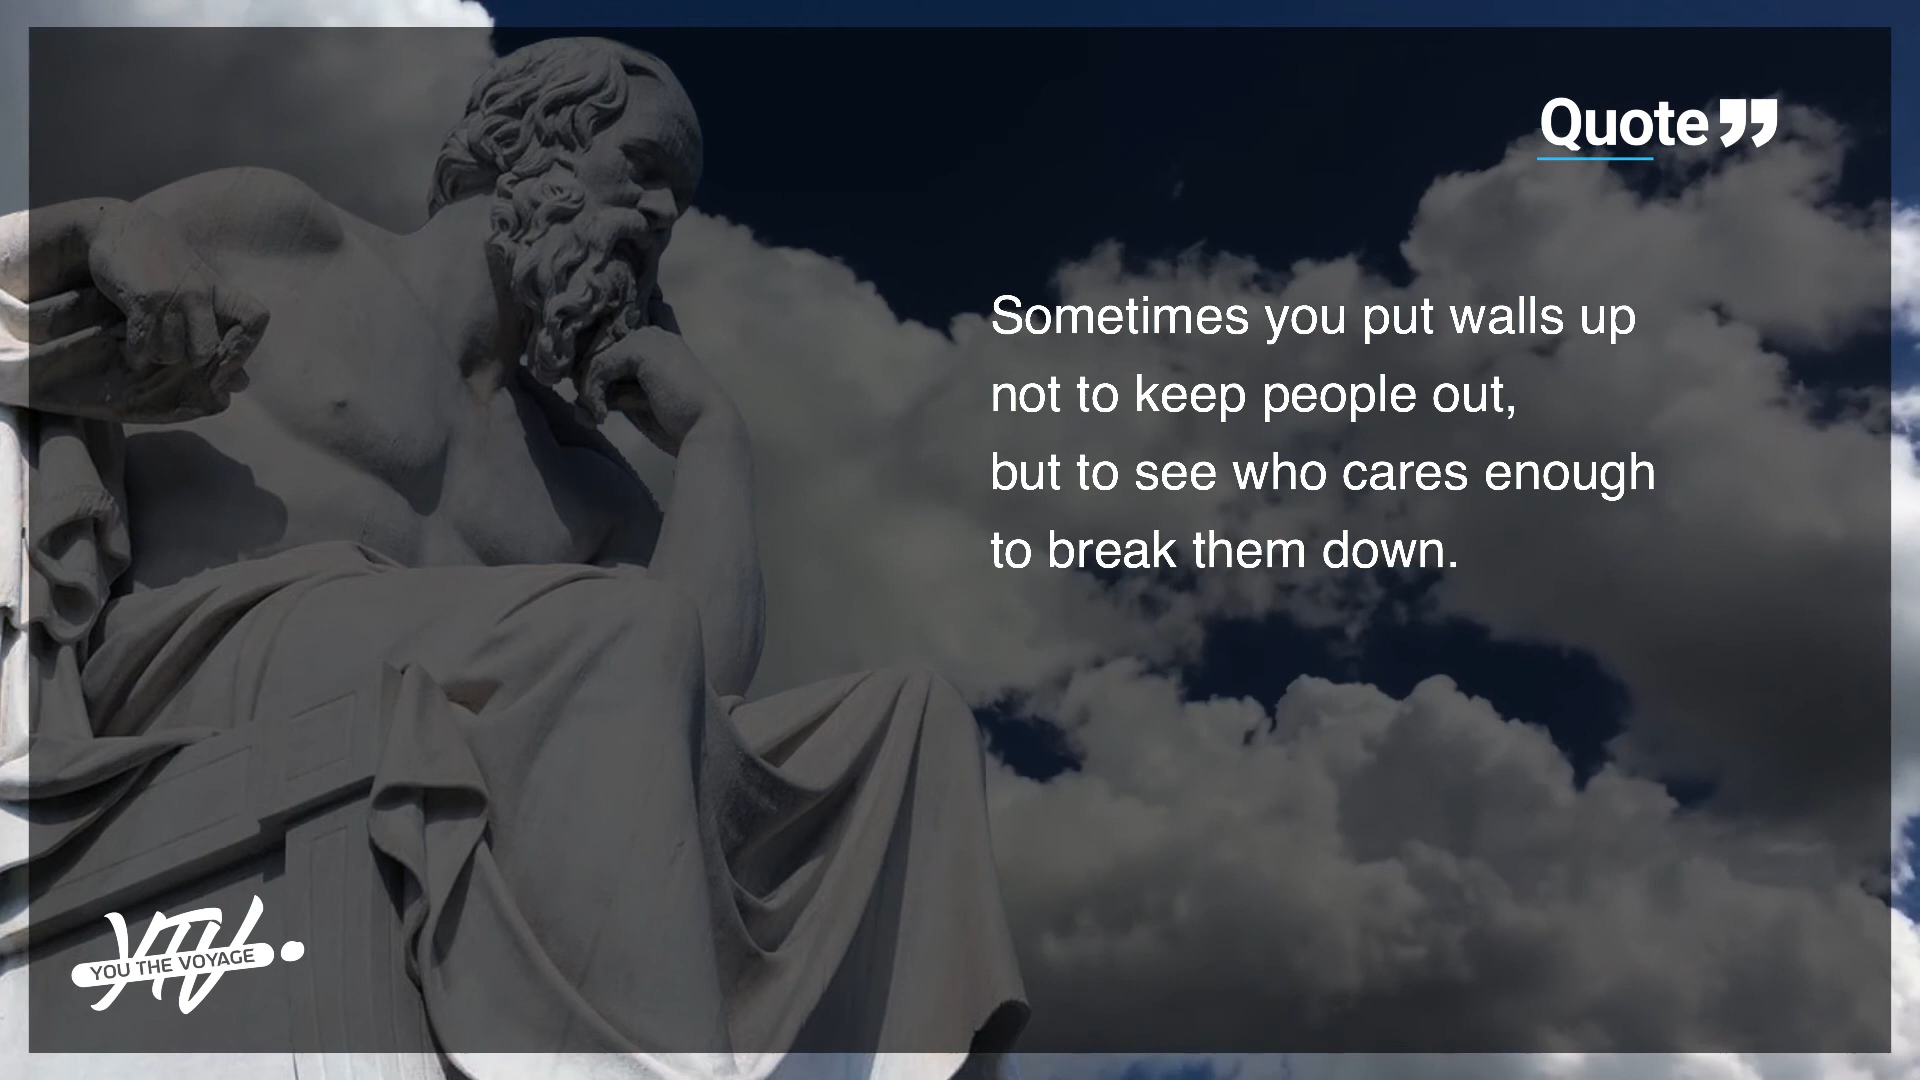 Quote
Sometimes you put walls up
not to keep people out,
but to see who cares enough
to break them down.
YTV
YOU THE VOYAGE